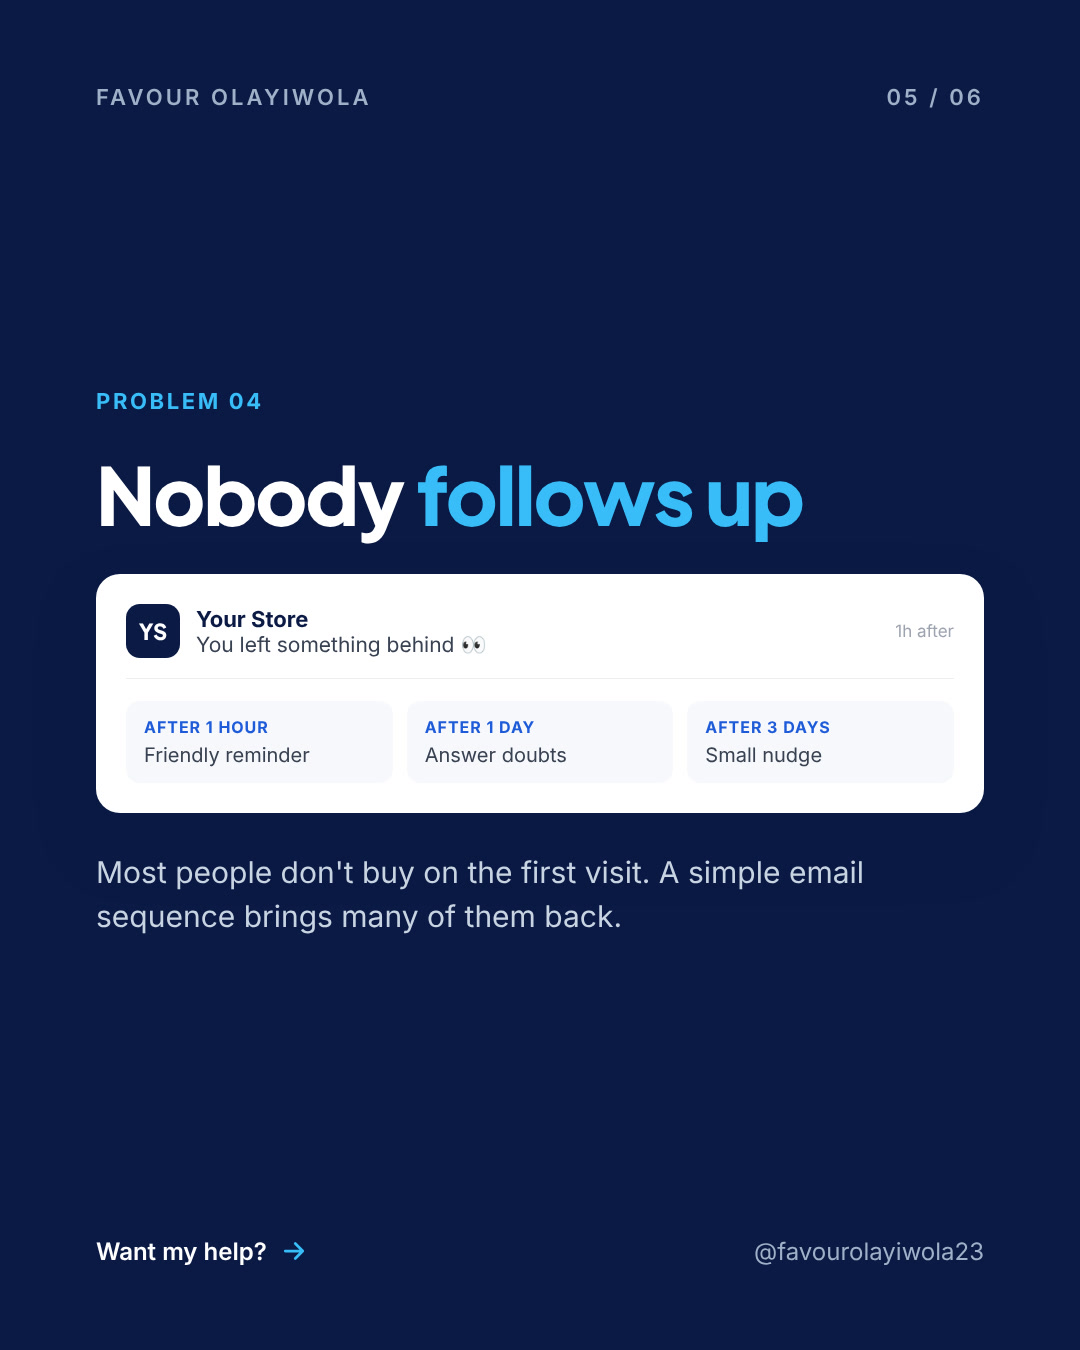 FAVOUR OLAYIWOLA
05 / 06
PROBLEM 04
Nobody follows up
YS
Your Store
You left something behind 👀
1h after
AFTER 1 HOUR
Friendly reminder
AFTER 1 DAY
Answer doubts
AFTER 3 DAYS
Small nudge
Most people don't buy on the first visit. A simple email
sequence brings many of them back.
Want my help? →
@favourolayiwola23